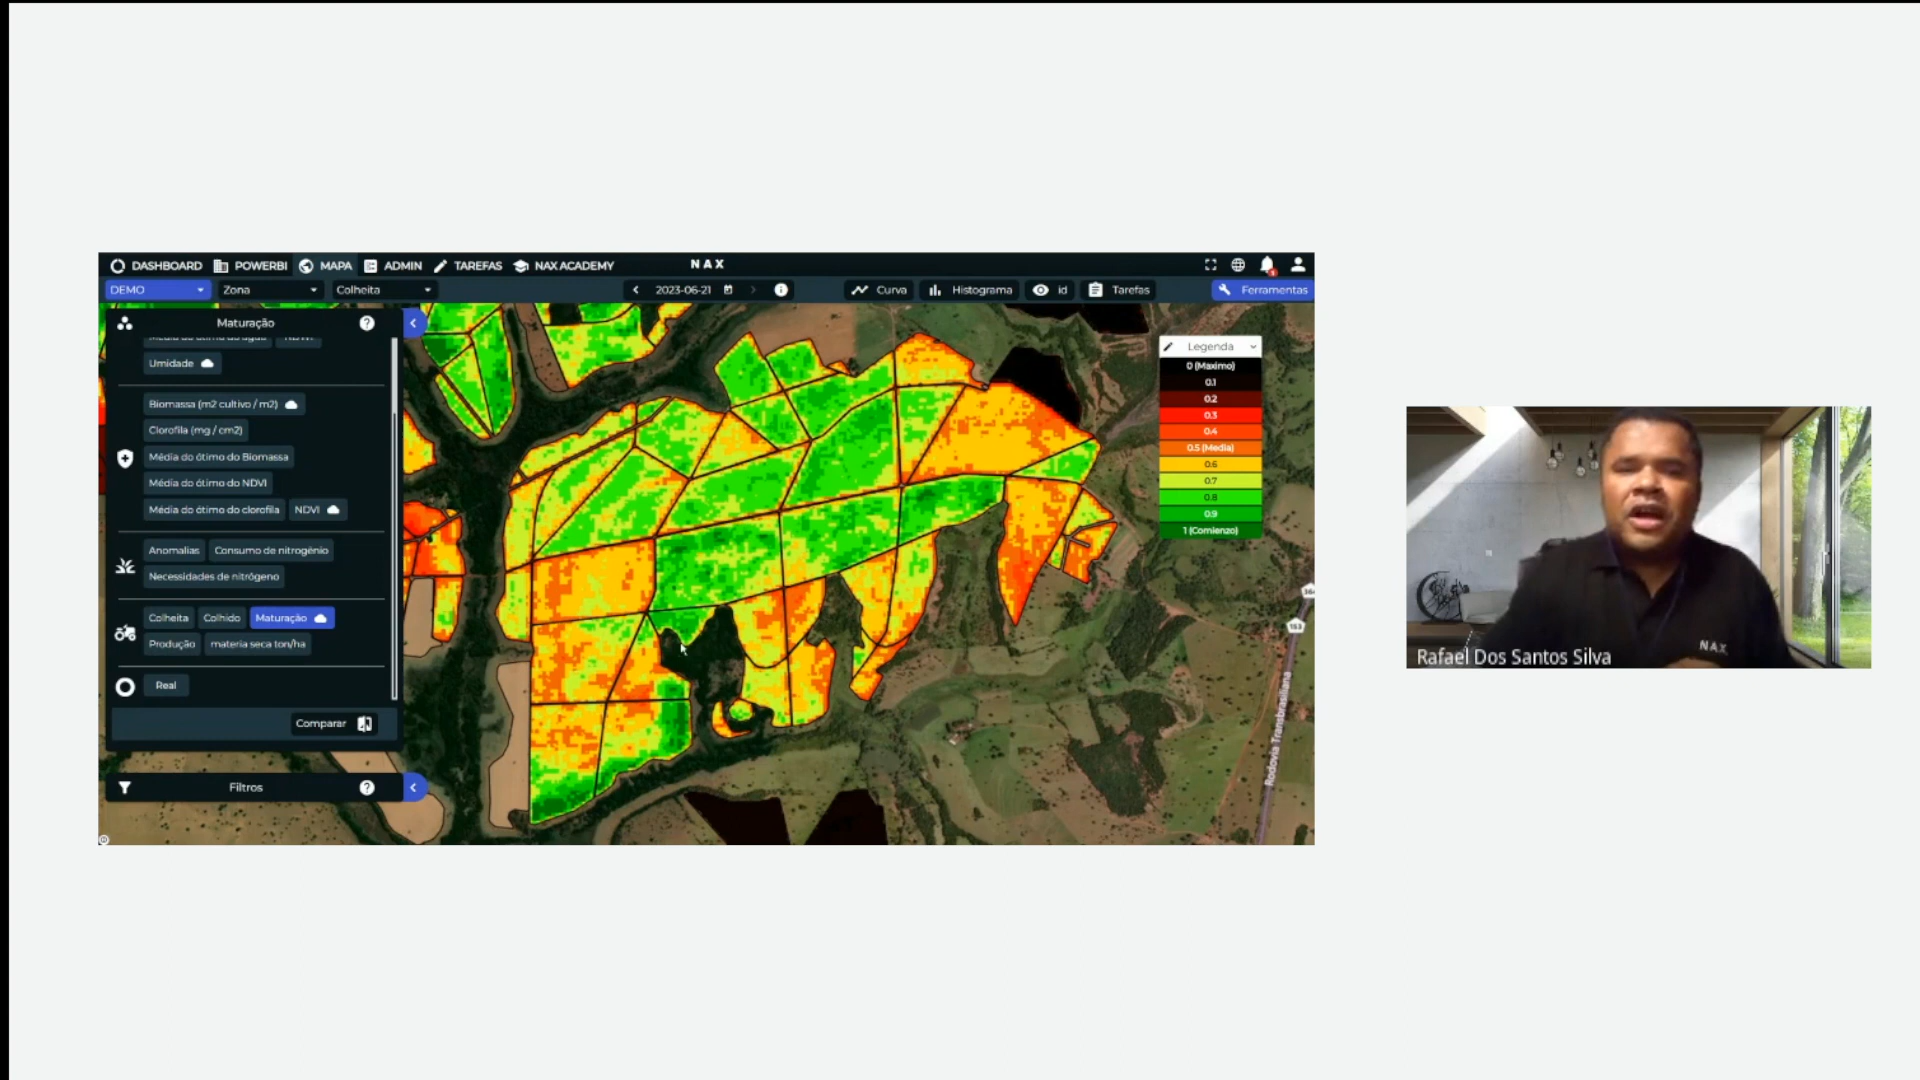 DASHBOARD POWERBI MAPA ADMIN TAREFAS NAX ACADEMY NAX
DEMO Zona Colheita 2023-06-21 Curva Histograma id Tarefas Ferramentas
Maturação
Umidade
Biomassa (m2 cultivo / m2)
Clorofila (mg / cm2)
Média do ótimo do Biomassa
Média do ótimo do NDVI
Média do ótimo do clorofila NDVI
Anomalias Consumo de nitrogênio
Necessidades de nitrógeno
Colheita Colhido Maturação
Produção materia seca ton/ha
Real
Comparar
Filtros
Legenda
0 (Maximo)
0.1
0.2
0.3
0.4
0.5 (Media)
0.6
0.7
0.8
0.9
1 (Comienzo)
153
Rodovia Transbrasiliana
NAX
Rafael Dos Santos Silva